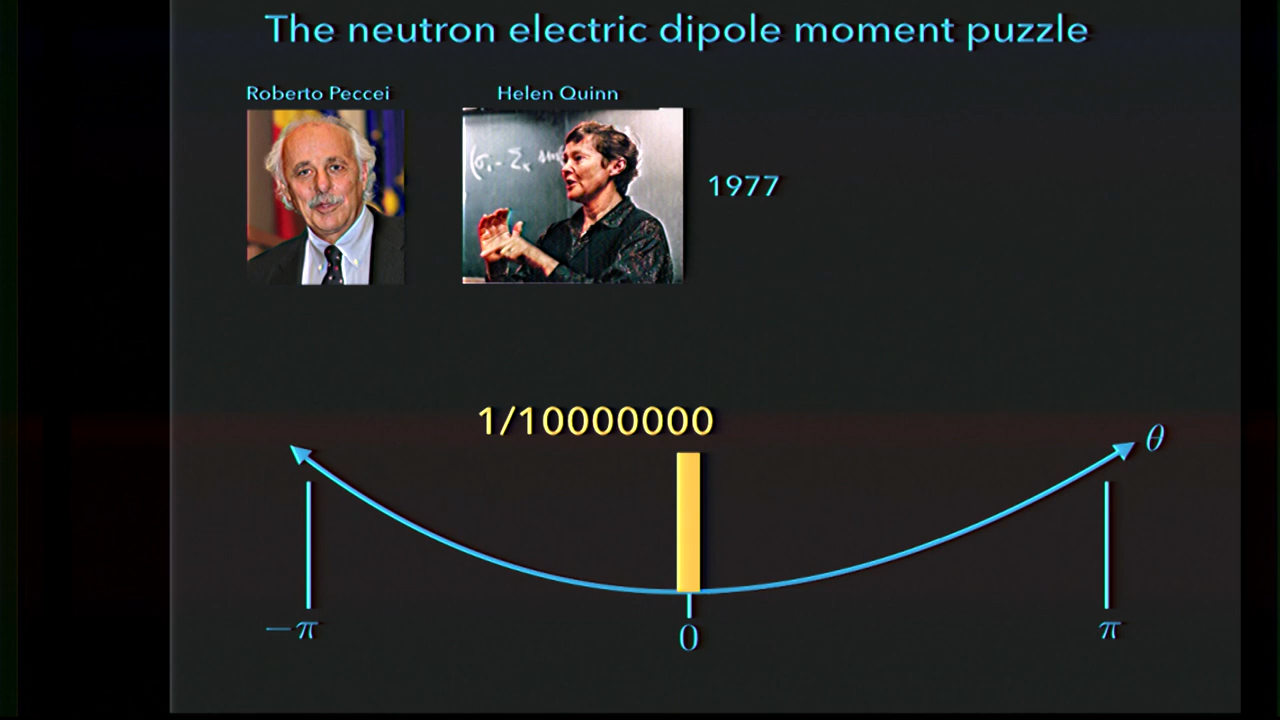 The neutron electric dipole moment puzzle
Roberto Peccei
Helen Quinn
1977
1/10000000
θ
−π
0
π